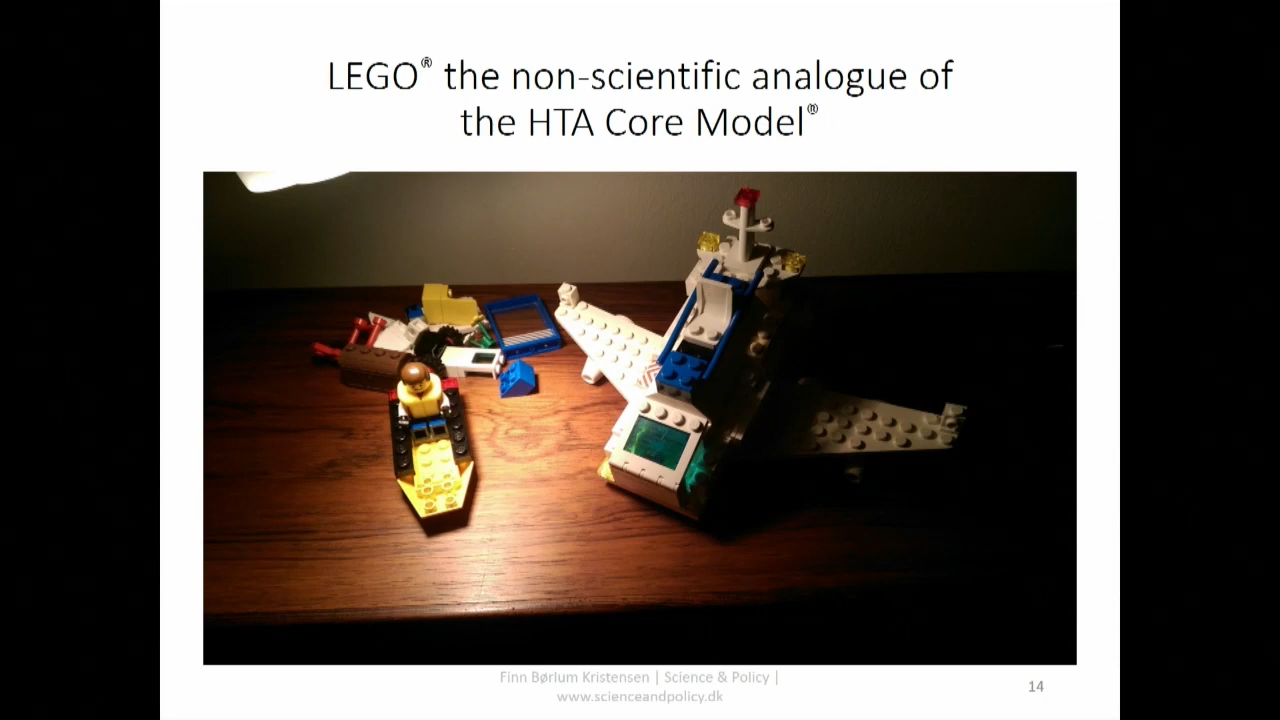 LEGO® the non-scientific analogue of
the HTA Core Model®
Finn Børlum Kristensen | Science & Policy |
www.scienceandpolicy.dk
14